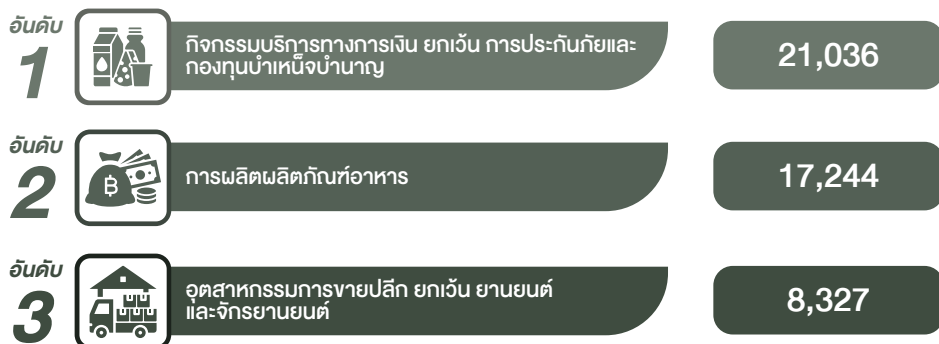 อันดับ
1
กิจกรรมบริการทางการเงิน ยกเว้น การประกันภัยและ
กองทุนบำเหน็จบำนาญ
21,036
อันดับ
2
฿
การผลิตผลิตภัณฑ์อาหาร
17,244
อันดับ
3
อุตสาหกรรมการขายปลีก ยกเว้น ยานยนต์
และจักรยานยนต์
8,327